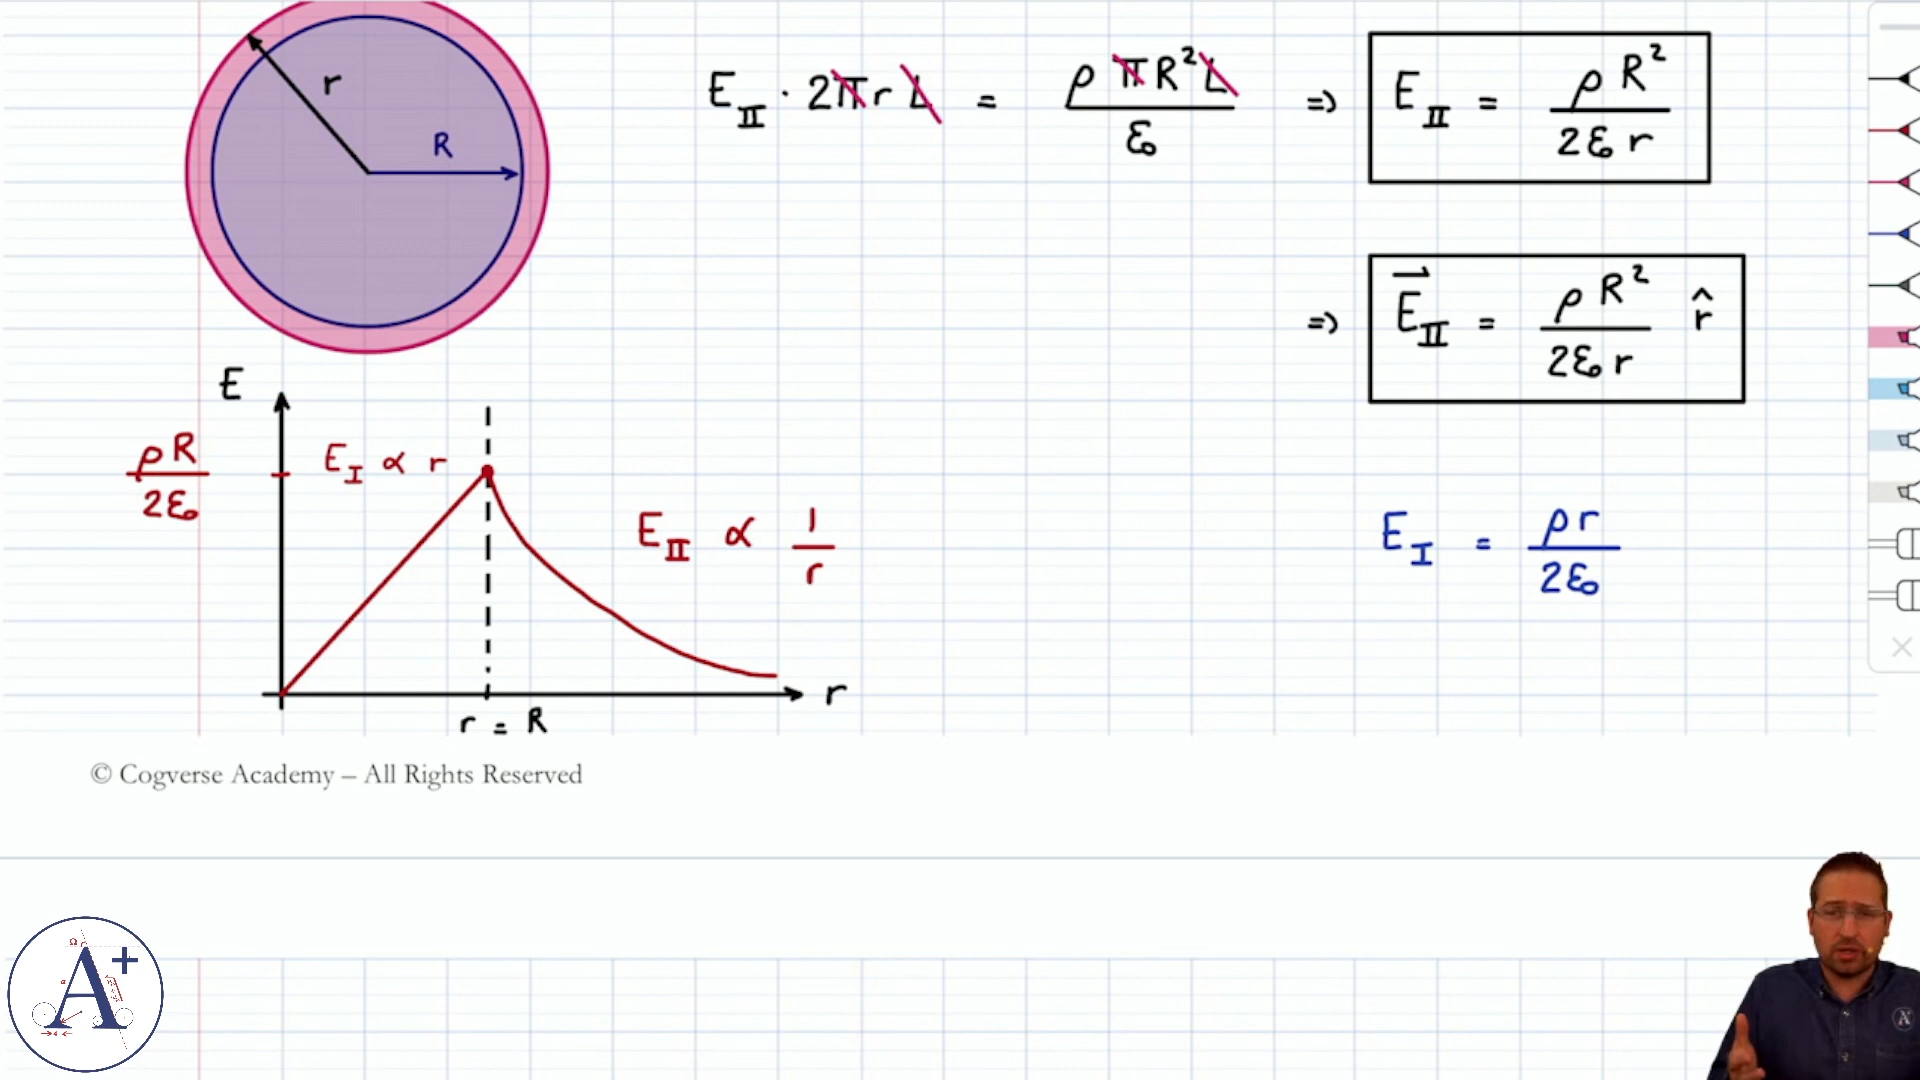 r
R
E_II · 2πrL = ρπR²L / ε₀ ⇒ E_II = ρR² / 2ε₀r
⇒ E⃗_II = ρR² / 2ε₀r r̂
E
ρR / 2ε₀
E_I ∝ r
E_II ∝ 1/r
E_I = ρr / 2ε₀
r
r = R
© Cogverse Academy – All Rights Reserved
A+